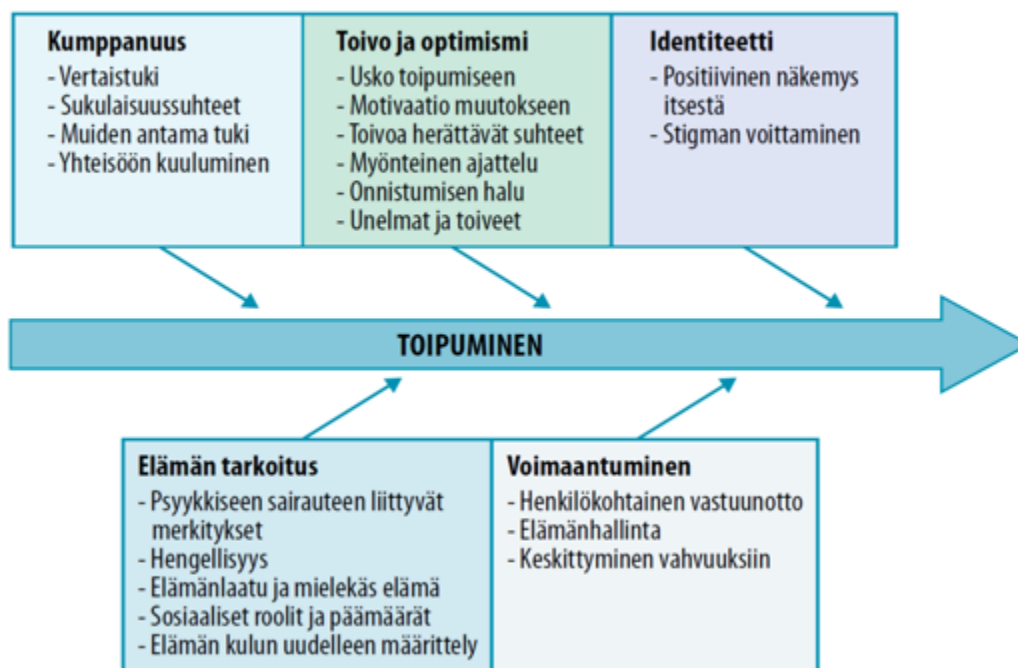 Kumppanuus
- Vertaistuki
- Sukulaisuussuhteet
- Muiden antama tuki
- Yhteisöön kuuluminen
Toivo ja optimismi
- Usko toipumiseen
- Motivaatio muutokseen
- Toivoa herättävät suhteet
- Myönteinen ajattelu
- Onnistumisen halu
- Unelmat ja toiveet
Identiteetti
- Positiivinen näkemys
itsestä
- Stigman voittaminen
TOIPUMINEN
Elämän tarkoitus
- Psyykkiseen sairauteen liittyvät
merkitykset
- Hengellisyys
- Elämänlaatu ja mielekäs elämä
- Sosiaaliset roolit ja päämäärät
- Elämän kulun uudelleen määrittely
Voimaantuminen
- Henkilökohtainen vastuunotto
- Elämänhallinta
- Keskittyminen vahvuuksiin